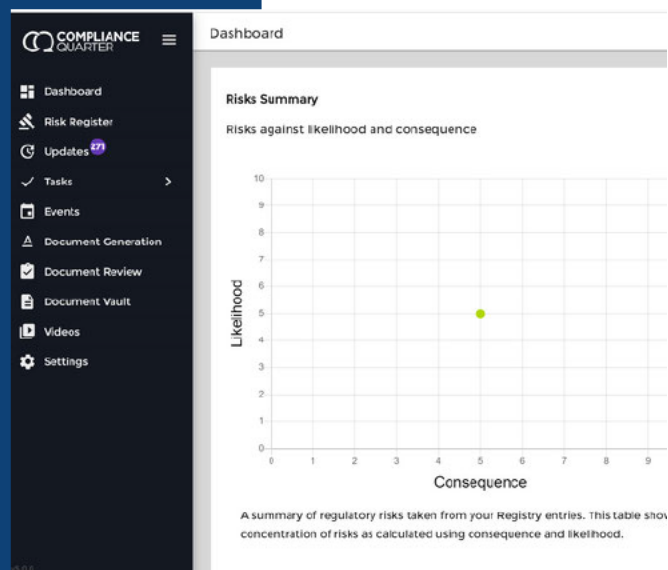 COMPLIANCE
QUARTER
Dashboard
Risk Register
Updates 271
Tasks
Events
Document Generation
Document Review
Document Vault
Videos
Settings
Dashboard
Risks Summary
Risks against likelihood and consequence
10
9
8
7
6
5
4
3
2
1
0
Likelihood
0 1 2 3 4 5 6 7 8 9
Consequence
A summary of regulatory risks taken from your Registry entries. This table show
concentration of risks as calculated using consequence and likelihood.